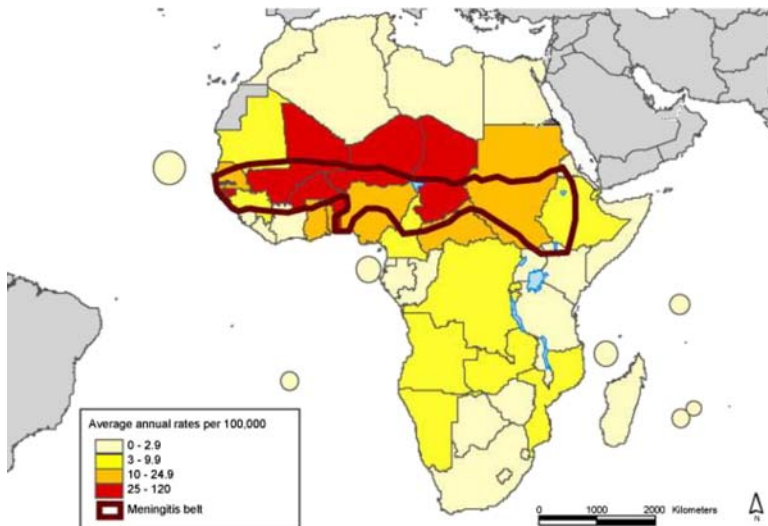 Average annual rates per 100,000
0 - 2.9
3 - 9.9
10 - 24.9
25 - 120
Meningitis belt
0 1000 2000 Kilometers
N